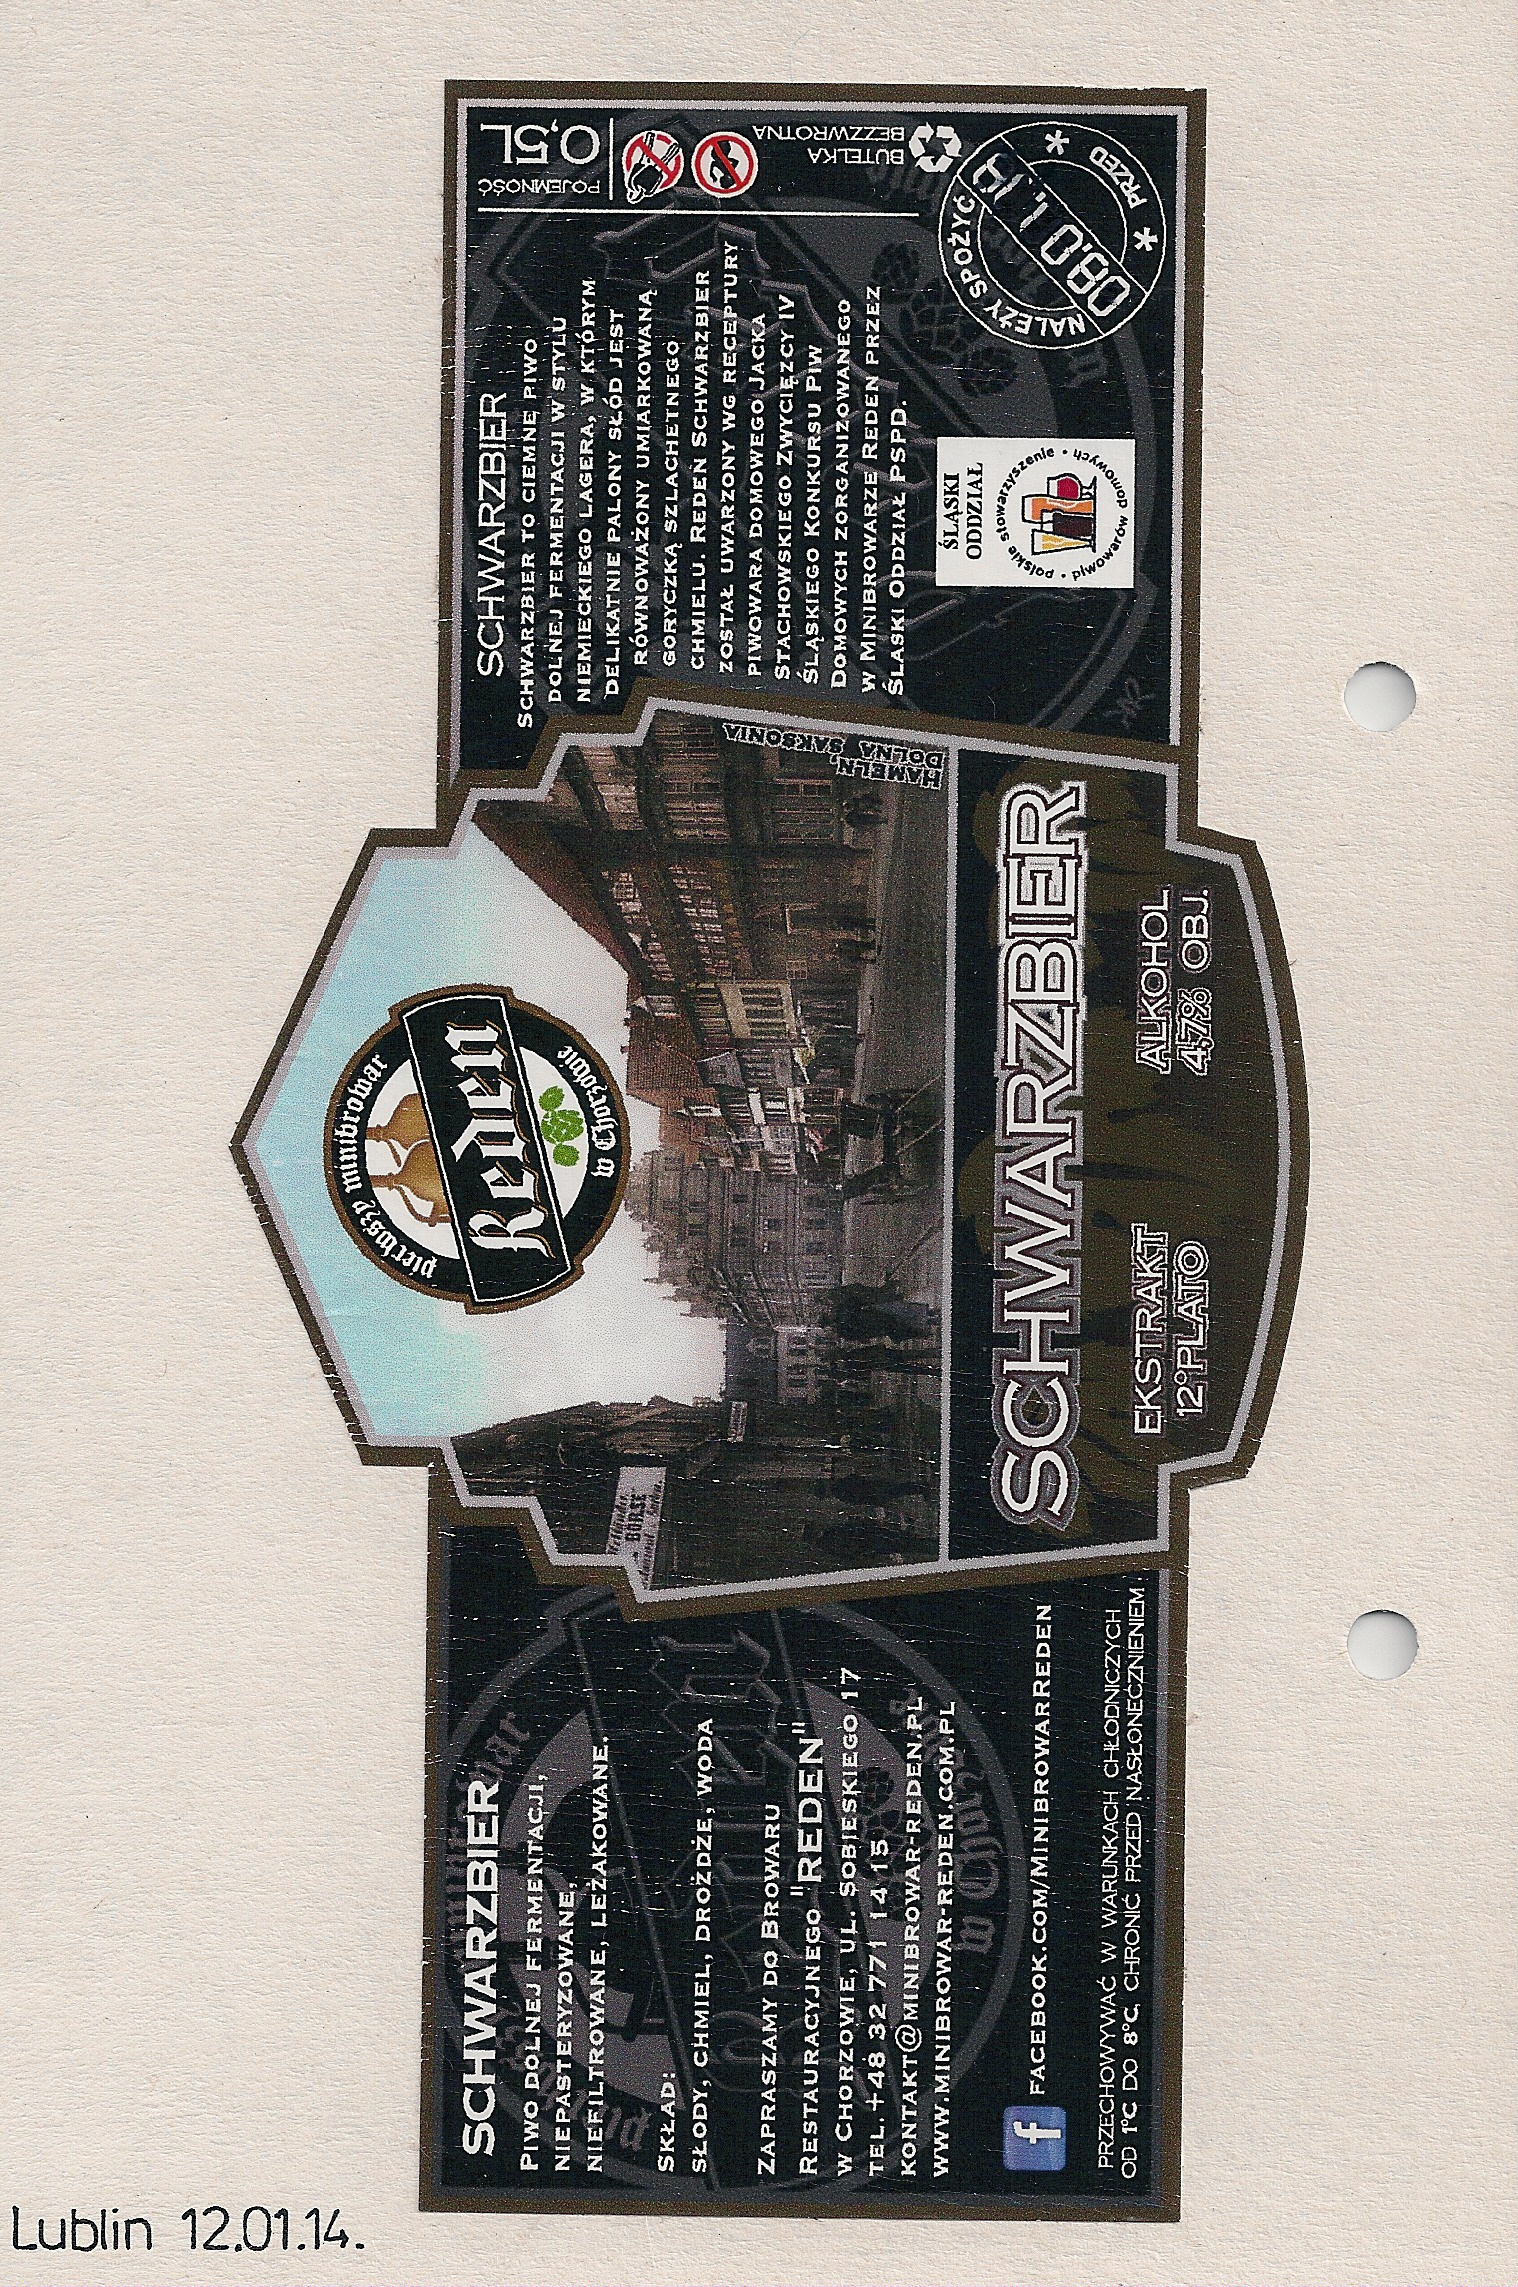 SCHWARZBIER
PIWO DOLNEJ FERMENTACJI,
NIEPASTERYZOWANE,
NIEFILTROWANE, LEŻAKOWANE.
SKŁAD:
SŁODY, CHMIEL, DROŻDŻE, WODA
ZAPRASZAMY DO BROWARU
RESTAURACYJNEGO "REDEN"
W CHORZOWIE, UL. SOBIESKIEGO 17
TEL. +48 32 771 14 15
KONTAKT@MINIBROWAR-REDEN.PL
WWW.MINIBROWAR-REDEN.COM.PL
f FACEBOOK.COM/MINIBROWARREDEN
PRZECHOWYWAĆ W WARUNKACH CHŁODNICZYCH
OD 1°C DO 8°C, CHRONIĆ PRZED NASŁONECZNIENIEM
pierwszy minibrowar
Reden
w Chorzowie
BÖRSE
HAMELN,
DOLNA SAKSONIA
SCHWARZBIER
EKSTRAKT
12°PLATO
ALKOHOL
4,7% OBJ.
SCHWARZBIER
SCHWARZBIER TO CIEMNE PIWO
DOLNEJ FERMENTACJI W STYLU
NIEMIECKIEGO LAGERA, W KTÓRYM
DELIKATNIE PALONY SŁÓD JEST
RÓWNOWAŻONY UMIARKOWANĄ
GORYCZKĄ SZLACHETNEGO
CHMIELU. REDEN SCHWARZBIER
ZOSTAŁ UWARZONY WG RECEPTURY
PIWOWARA DOMOWEGO JACKA
STACHOWSKIEGO ZWYCIĘZCY IV
ŚLĄSKIEGO KONKURSU PIW
DOMOWYCH ZORGANIZOWANEGO
W MINIBROWARZE REDEN PRZEZ
ŚLĄSKI ODDZIAŁ PSPD.
ŚLĄSKI
ODDZIAŁ
polskie stowarzyszenie •
• piwowarów domowych
POJEMNOŚĆ
0,5L
BUTELKA
BEZZWROTNA
NALEŻY SPOŻYĆ
08.01.14
* PRZED *
Lublin 12.01.14.